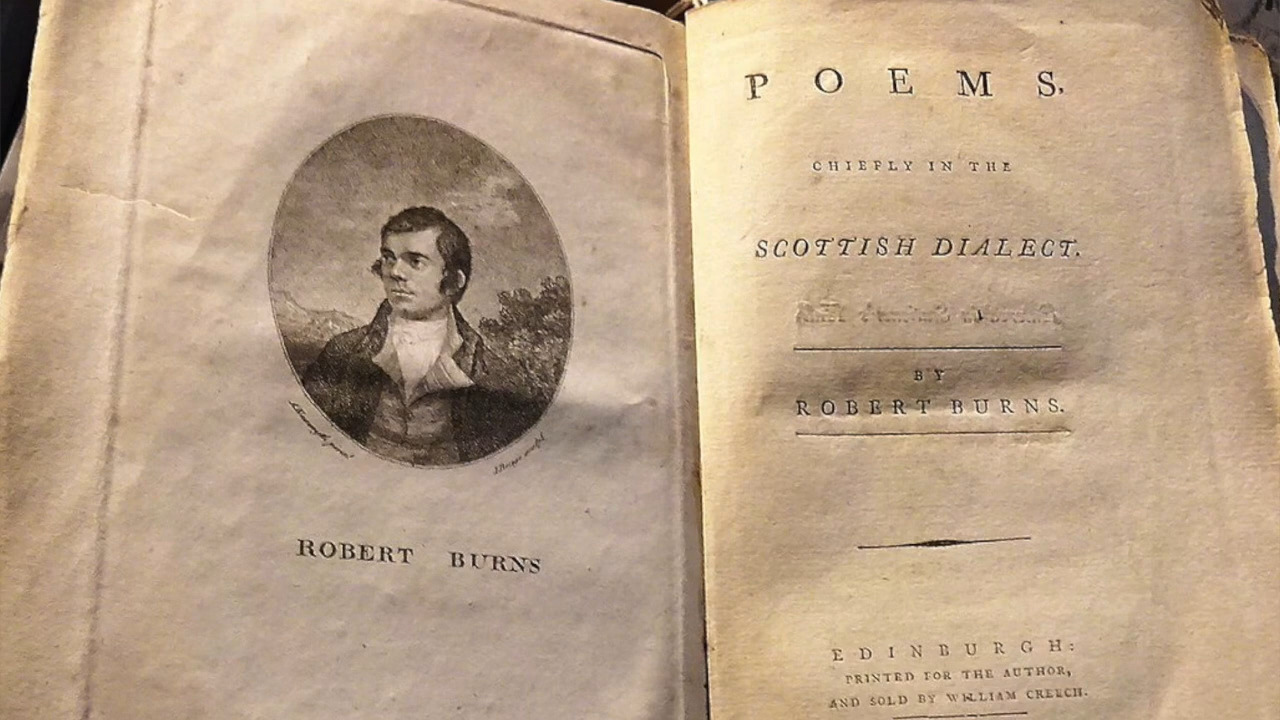 ROBERT BURNS
POEMS,
CHIEFLY IN THE
SCOTTISH DIALECT.
BY
ROBERT BURNS.
EDINBURGH:
PRINTED FOR THE AUTHOR,
AND SOLD BY WILLIAM CREECH.